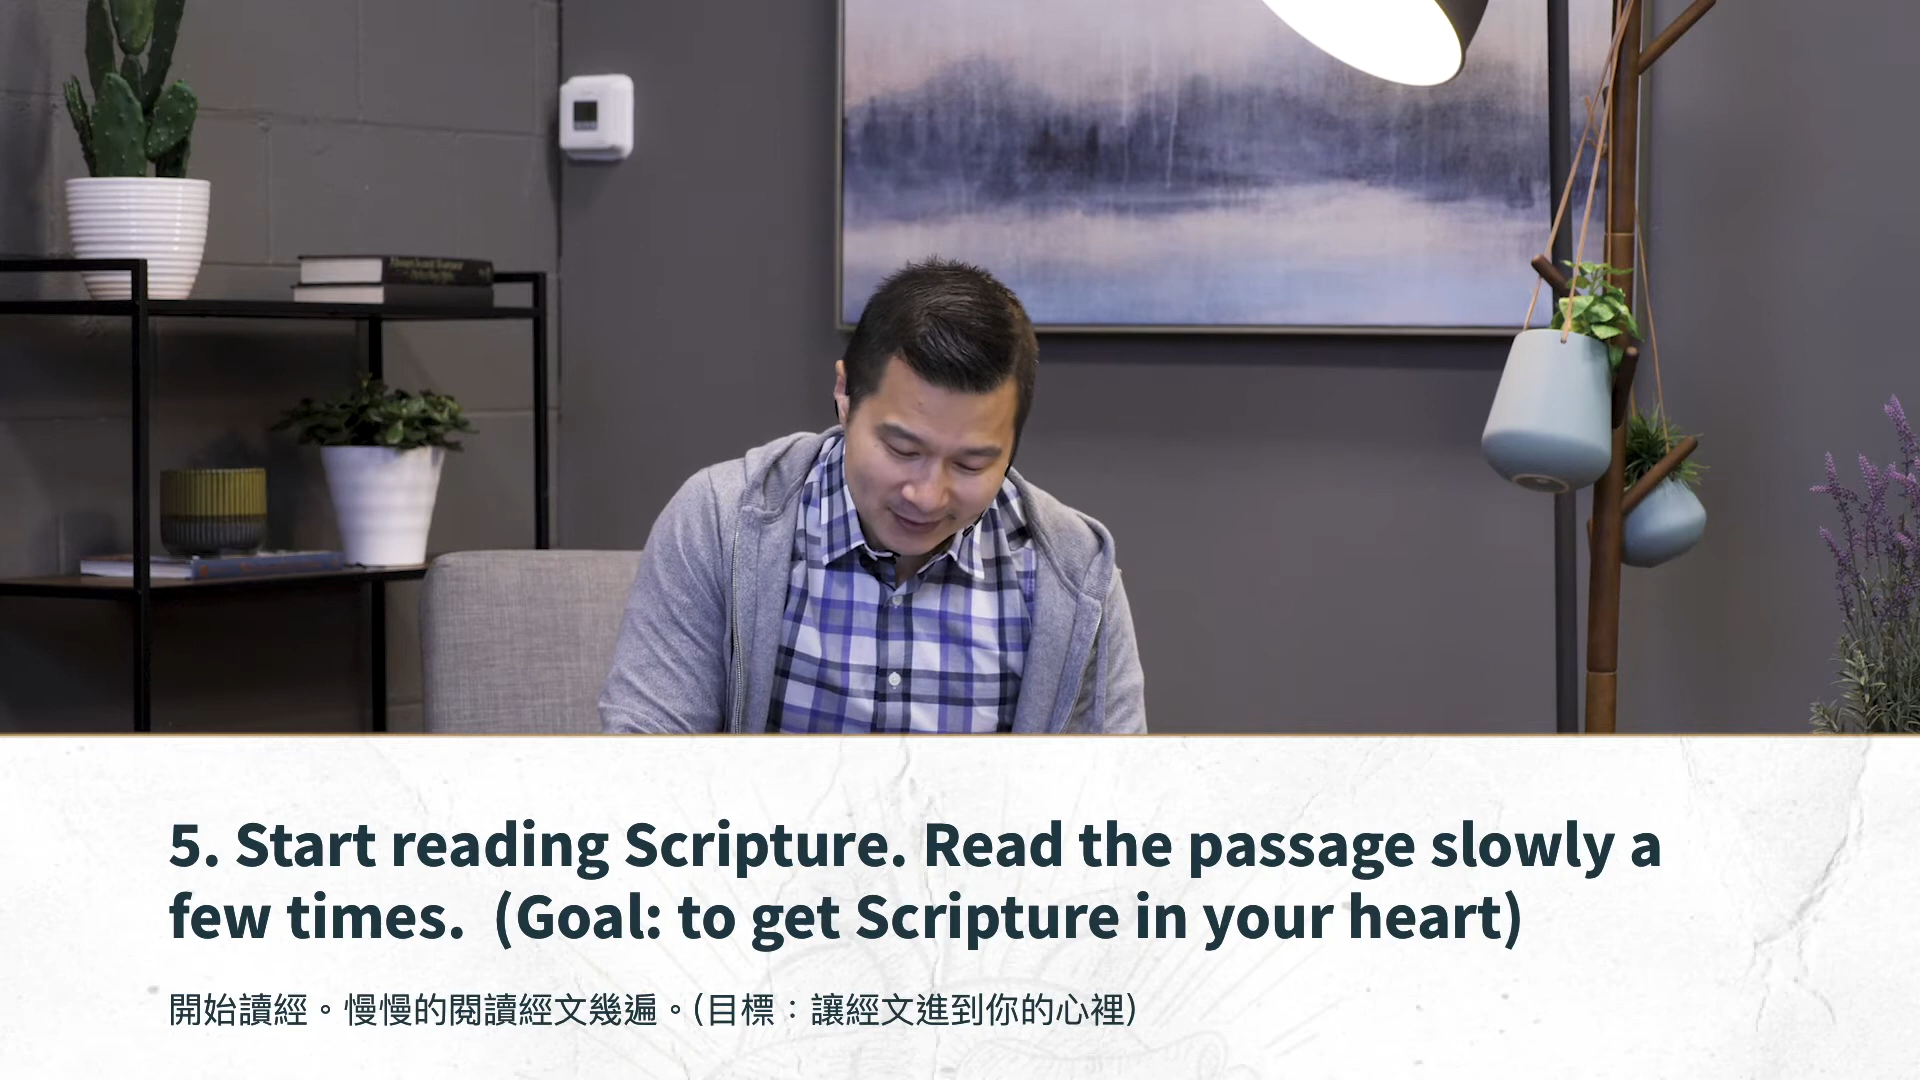 5. Start reading Scripture. Read the passage slowly a
few times.  (Goal: to get Scripture in your heart)
開始讀經。慢慢的閱讀經文幾遍。(目標：讓經文進到你的心裡)